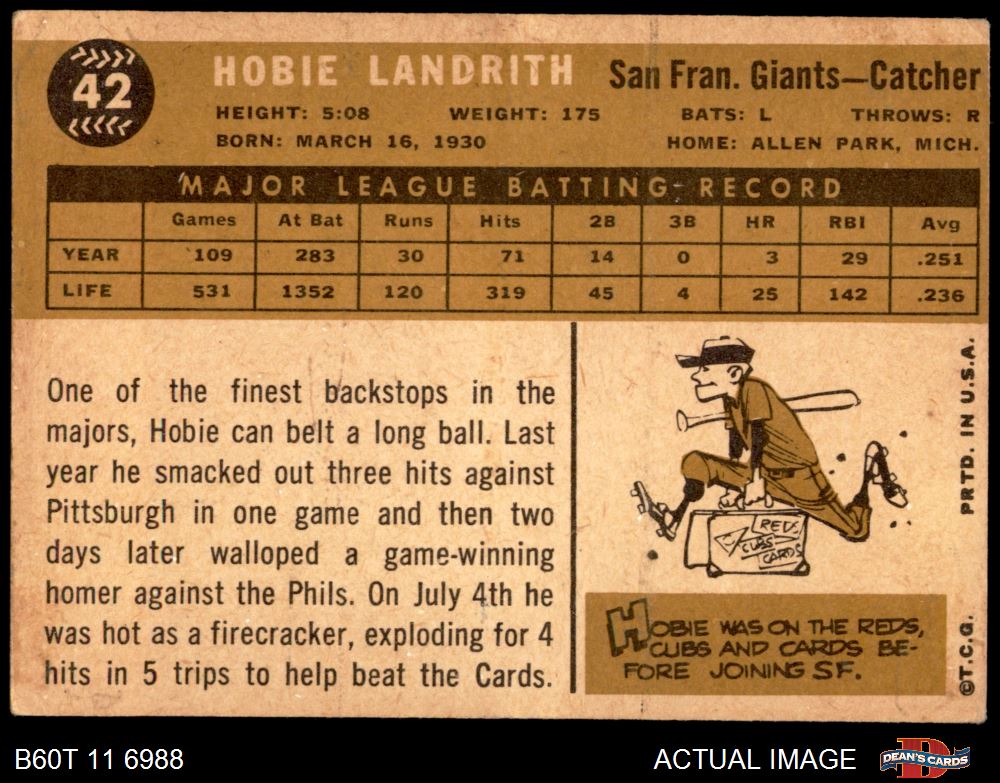 42
HOBIE LANDRITH San Fran. Giants—Catcher
HEIGHT: 5:08 WEIGHT: 175 BATS: L THROWS: R
BORN: MARCH 16, 1930 HOME: ALLEN PARK, MICH.
MAJOR LEAGUE BATTING RECORD
Games At Bat Runs Hits 2B 3B HR RBI Avg
YEAR 109 283 30 71 14 0 3 29 .251
LIFE 531 1352 120 319 45 4 25 142 .236
One of the finest backstops in the
majors, Hobie can belt a long ball. Last
year he smacked out three hits against
Pittsburgh in one game and then two
days later walloped a game-winning
homer against the Phils. On July 4th he
was hot as a firecracker, exploding for 4
hits in 5 trips to help beat the Cards.
REDS
CUBS
CARDS
HOBIE WAS ON THE REDS,
CUBS AND CARDS BE-
FORE JOINING S.F.
PRTD. IN U.S.A.
©T.C.G.
B60T 11 6988 ACTUAL IMAGE DEAN'S CARDS